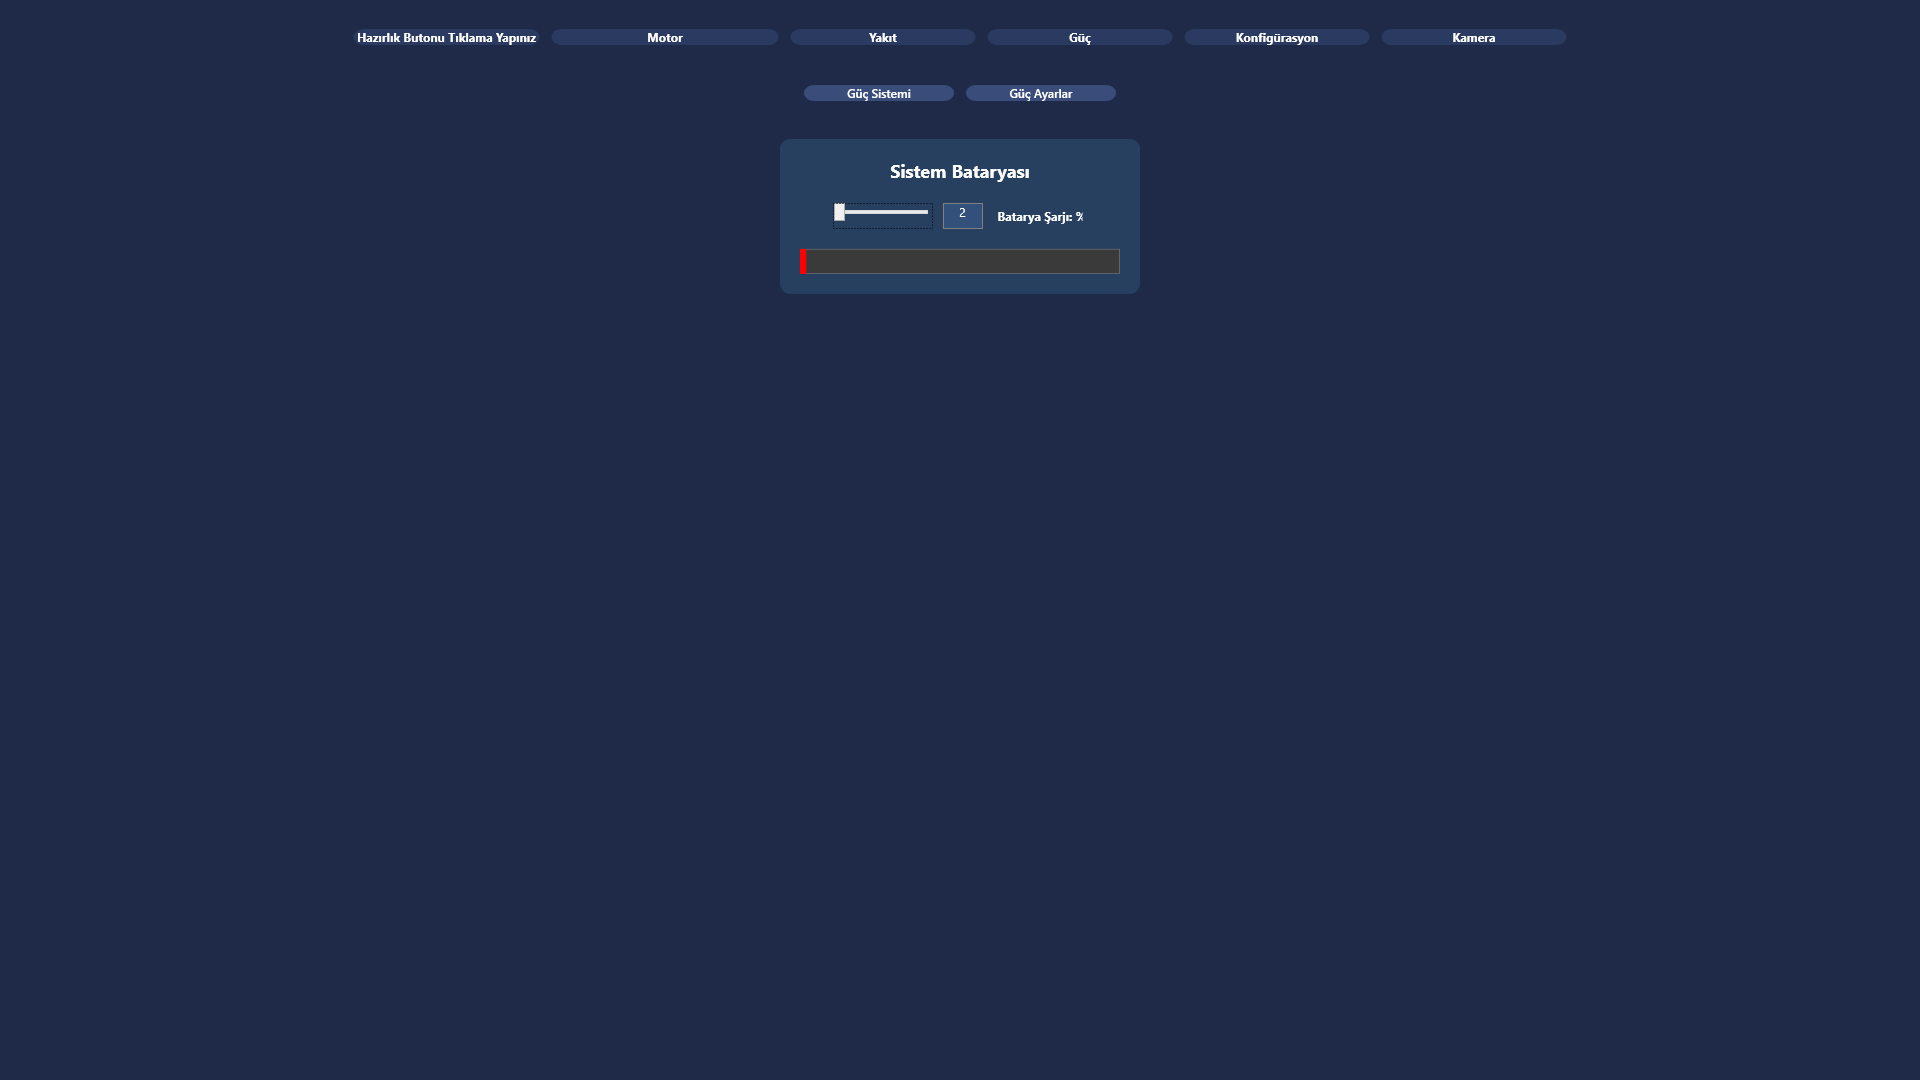 Hazırlık Butonu Tıklama Yapınız Motor Yakıt Güç Konfigürasyon Kamera
Güç Sistemi Güç Ayarlar
Sistem Bataryası
2 Batarya Şarjı: %